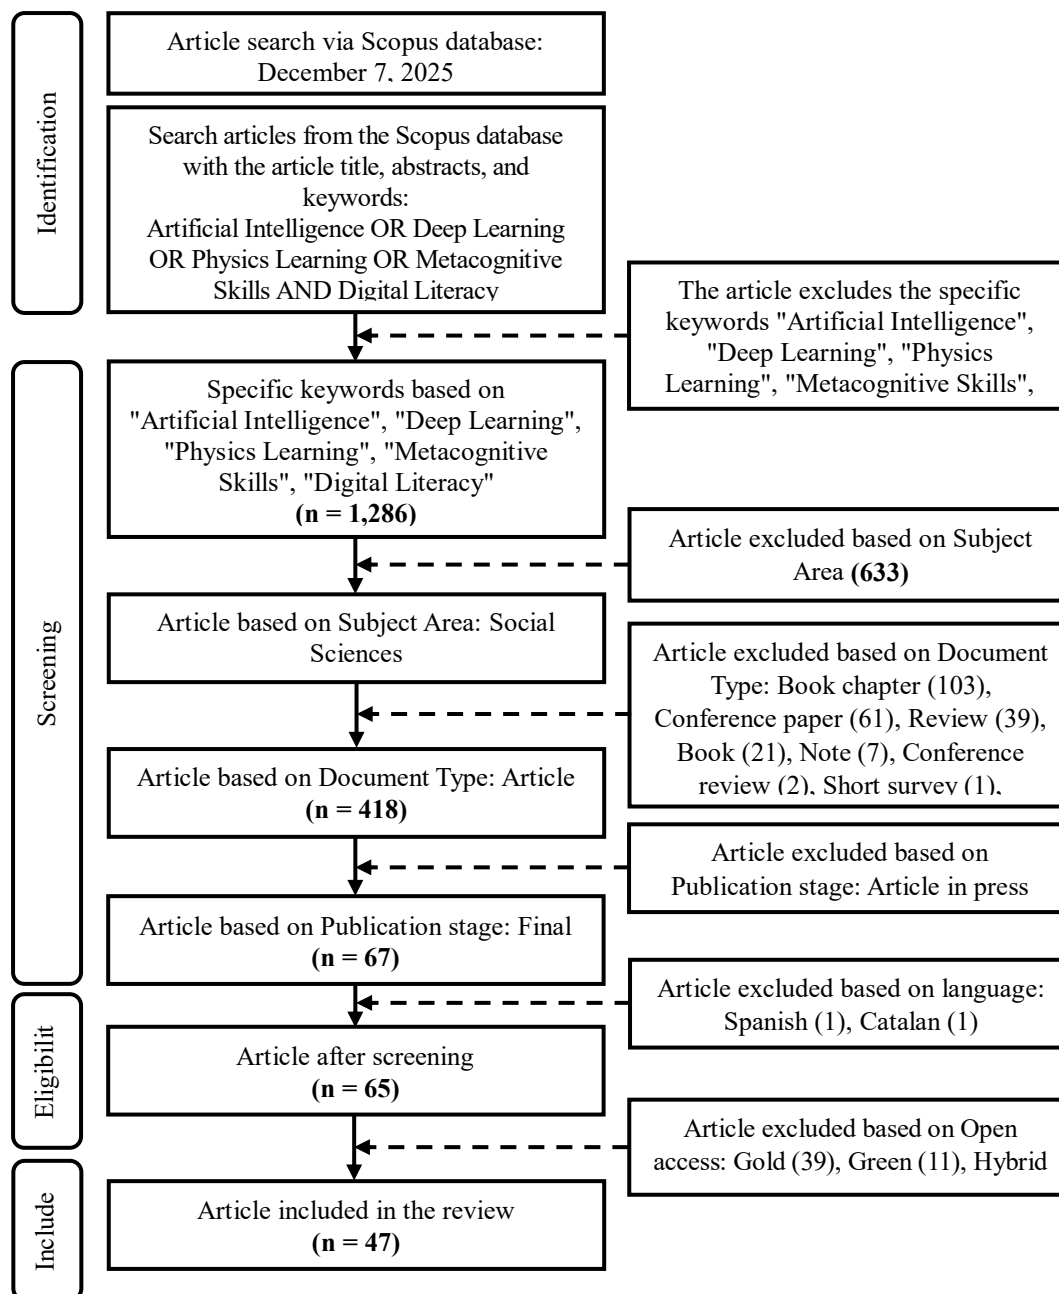 Identification
Article search via Scopus database:
December 7, 2025
Search articles from the Scopus database
with the article title, abstracts, and
keywords:
Artificial Intelligence OR Deep Learning
OR Physics Learning OR Metacognitive
Skills AND Digital Literacy
The article excludes the specific
keywords "Artificial Intelligence",
"Deep Learning", "Physics
Learning", "Metacognitive Skills",
Screening
Specific keywords based on
"Artificial Intelligence", "Deep Learning",
"Physics Learning", "Metacognitive
Skills", "Digital Literacy"
(n = 1,286)
Article excluded based on Subject
Area (633)
Article based on Subject Area: Social
Sciences
Article excluded based on Document
Type: Book chapter (103),
Conference paper (61), Review (39),
Book (21), Note (7), Conference
review (2), Short survey (1),
Article based on Document Type: Article
(n = 418)
Article excluded based on
Publication stage: Article in press
Article based on Publication stage: Final
(n = 67)
Article excluded based on language:
Spanish (1), Catalan (1)
Eligibilit
Article after screening
(n = 65)
Article excluded based on Open
access: Gold (39), Green (11), Hybrid
Include
Article included in the review
(n = 47)